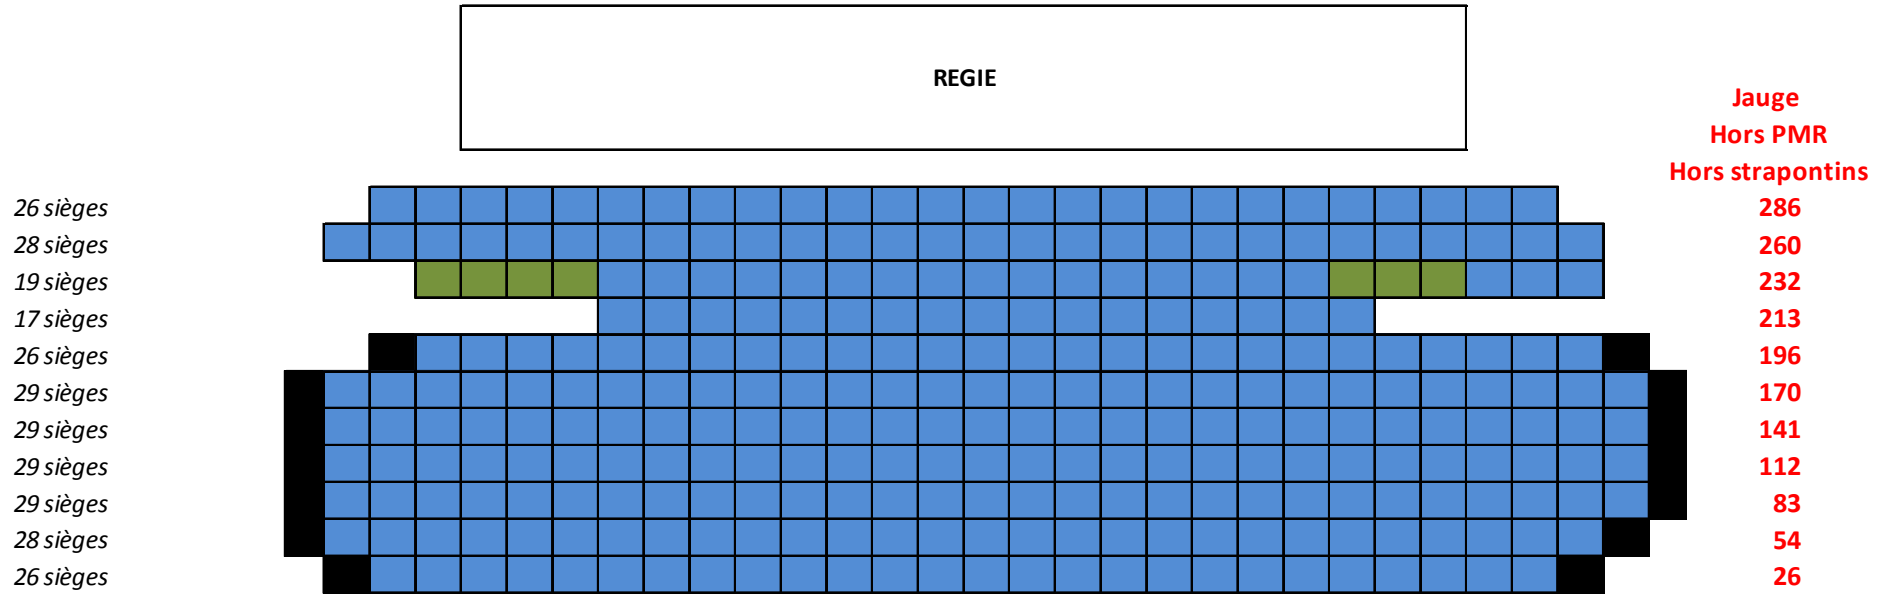 REGIE
Jauge
Hors PMR
Hors strapontins
26 sièges 286
28 sièges 260
19 sièges 232
17 sièges 213
26 sièges 196
29 sièges 170
29 sièges 141
29 sièges 112
29 sièges 83
28 sièges 54
26 sièges 26